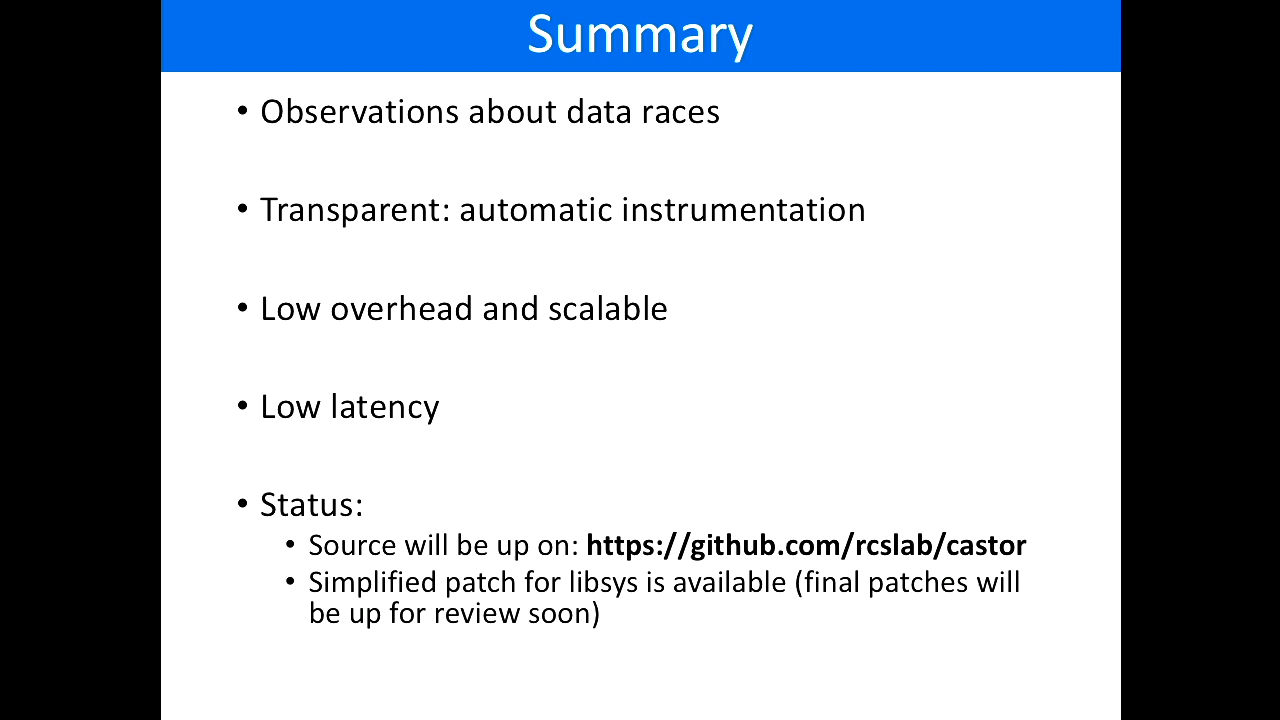 Summary
• Observations about data races
• Transparent: automatic instrumentation
• Low overhead and scalable
• Low latency
• Status:
• Source will be up on: https://github.com/rcslab/castor
• Simplified patch for libsys is available (final patches will
be up for review soon)